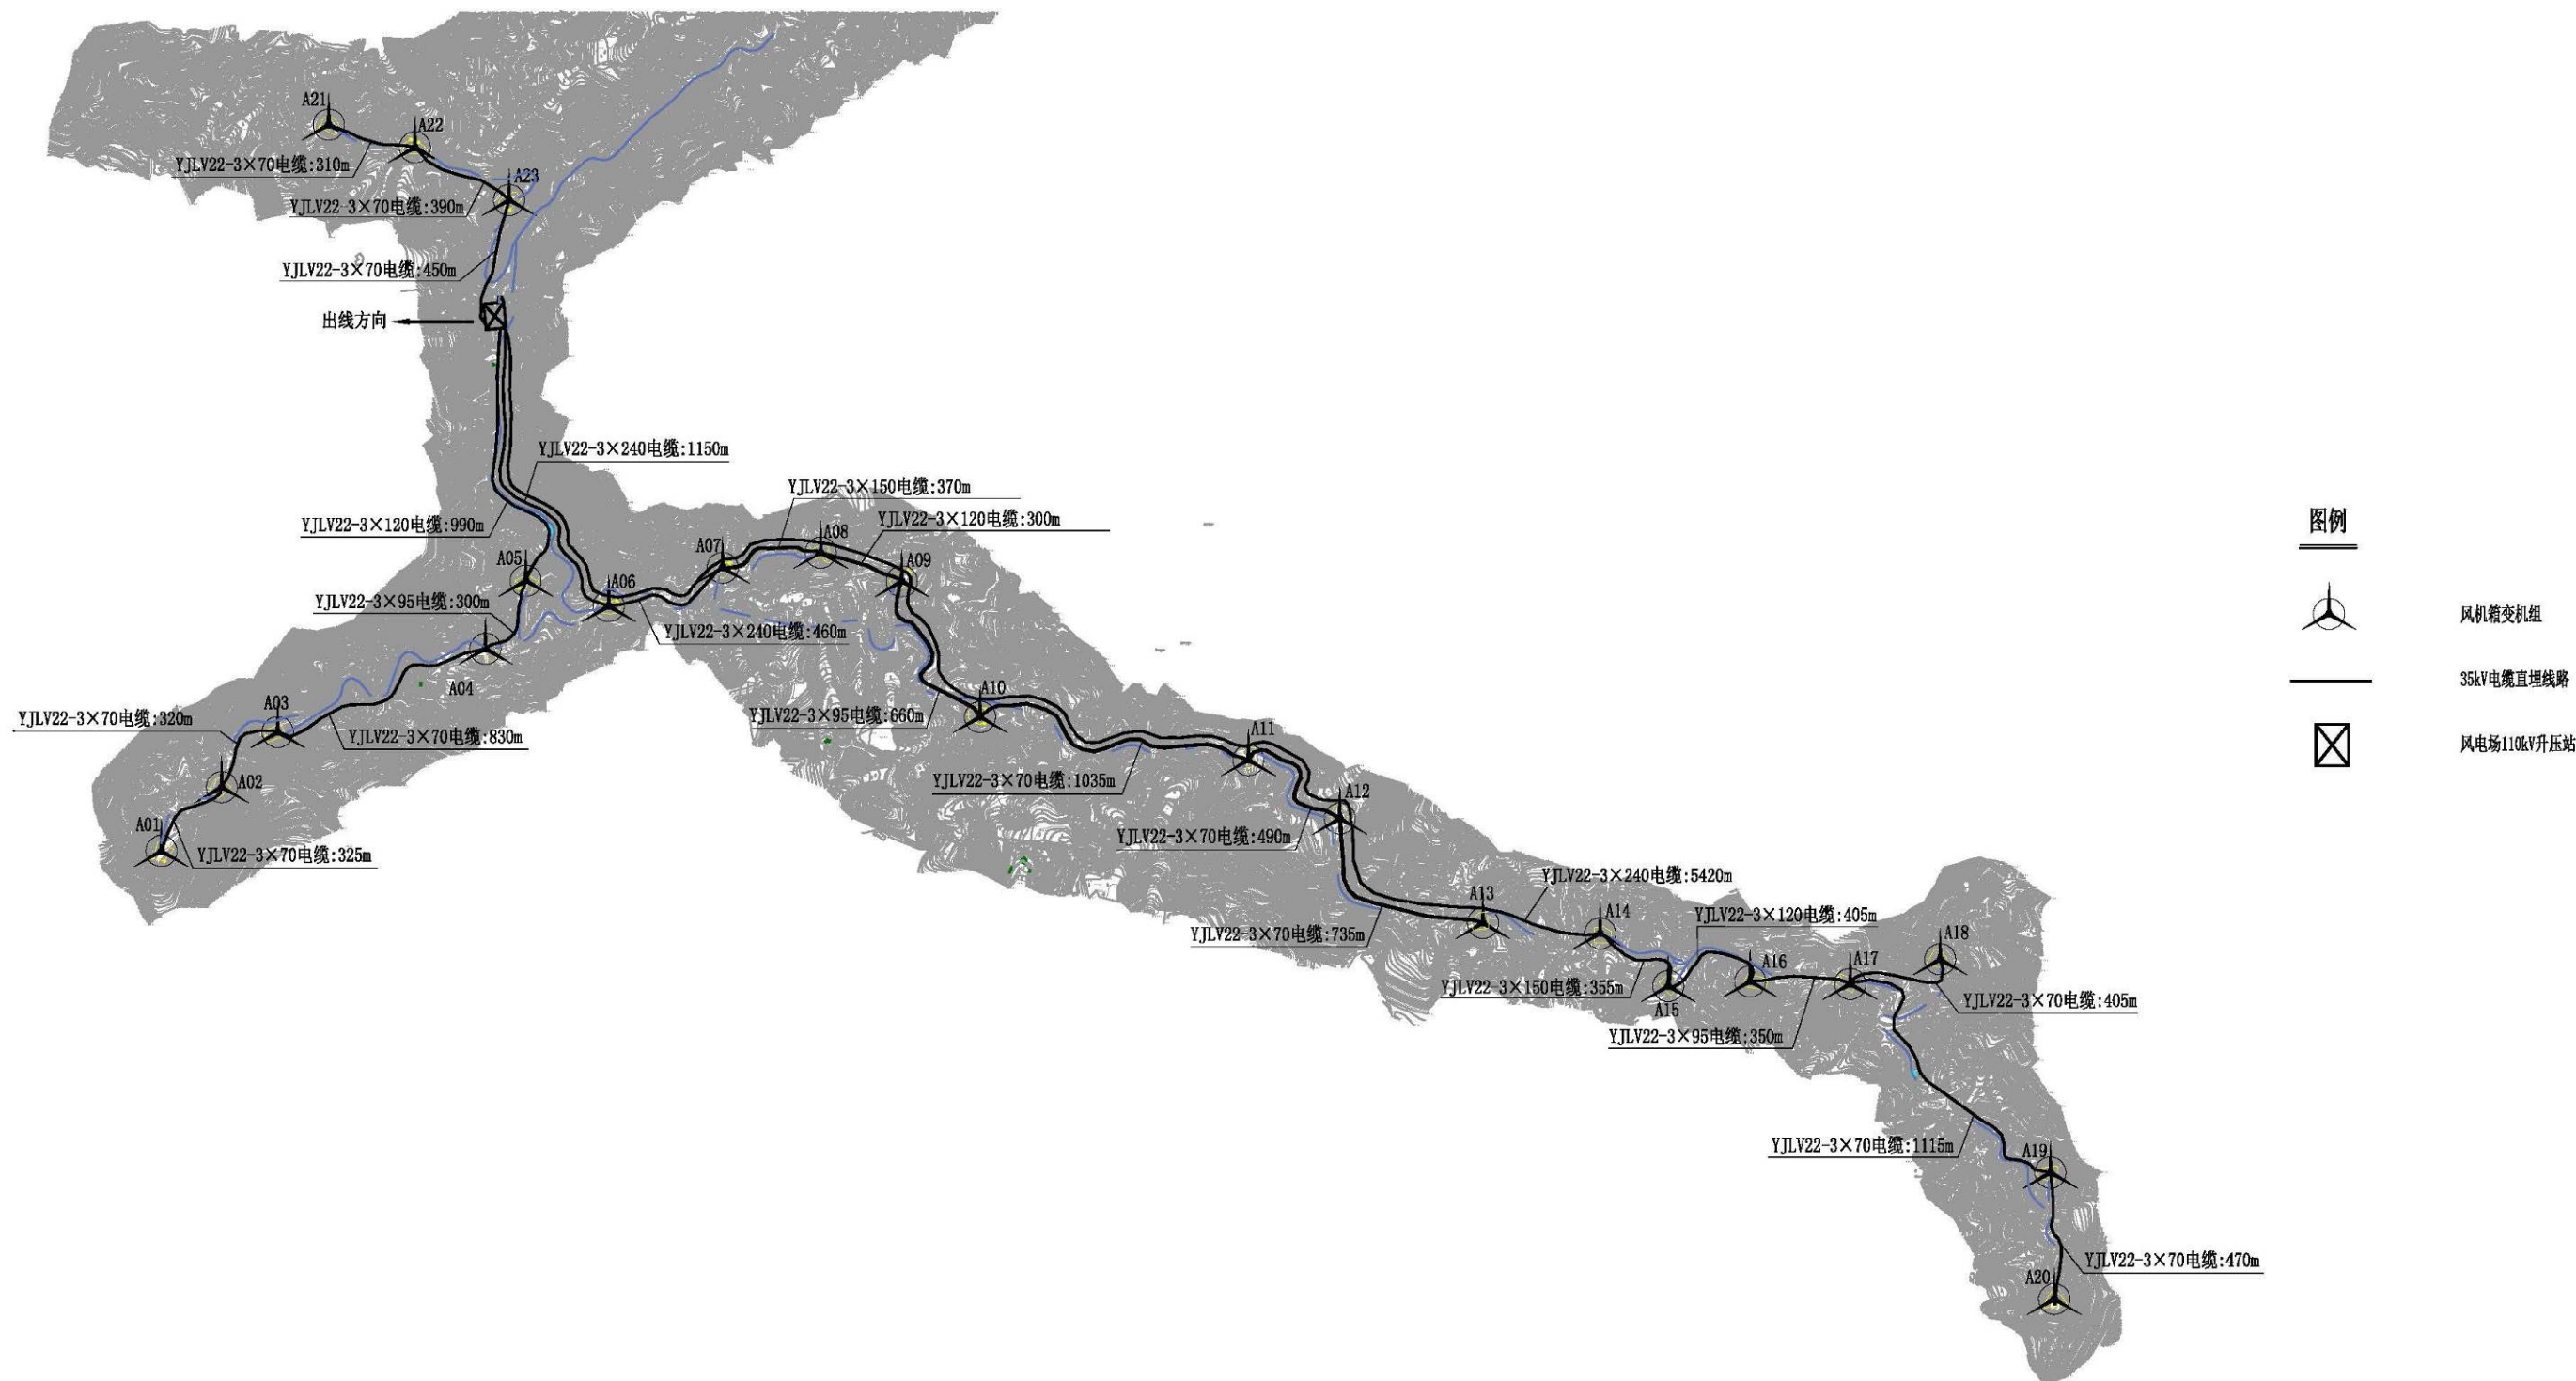 A21
A22
YJLV22-3×70电缆:310m
A23
YJLV22-3×70电缆:390m
YJLV22-3×70电缆:450m
出线方向
YJLV22-3×240电缆:1150m
YJLV22-3×150电缆:370m
YJLV22-3×120电缆:990m
YJLV22-3×120电缆:300m
A07
A08
A05
A09
A06
YJLV22-3×95电缆:300m
YJLV22-3×240电缆:460m
A04
A10
A03
YJLV22-3×70电缆:320m
YJLV22-3×95电缆:660m
YJLV22-3×70电缆:830m
A11
A02
YJLV22-3×70电缆:1035m
A12
A01
YJLV22-3×70电缆:490m
YJLV22-3×70电缆:325m
YJLV22-3×240电缆:5420m
A13
A14
YJLV22-3×120电缆:405m
YJLV22-3×70电缆:735m
A18
A16
A17
YJLV22-3×150电缆:355m
YJLV22-3×70电缆:405m
A15
YJLV22-3×95电缆:350m
YJLV22-3×70电缆:1115m
A19
YJLV22-3×70电缆:470m
A20
图例
风机箱变机组
35kV电缆直埋线路
风电场110kV升压站